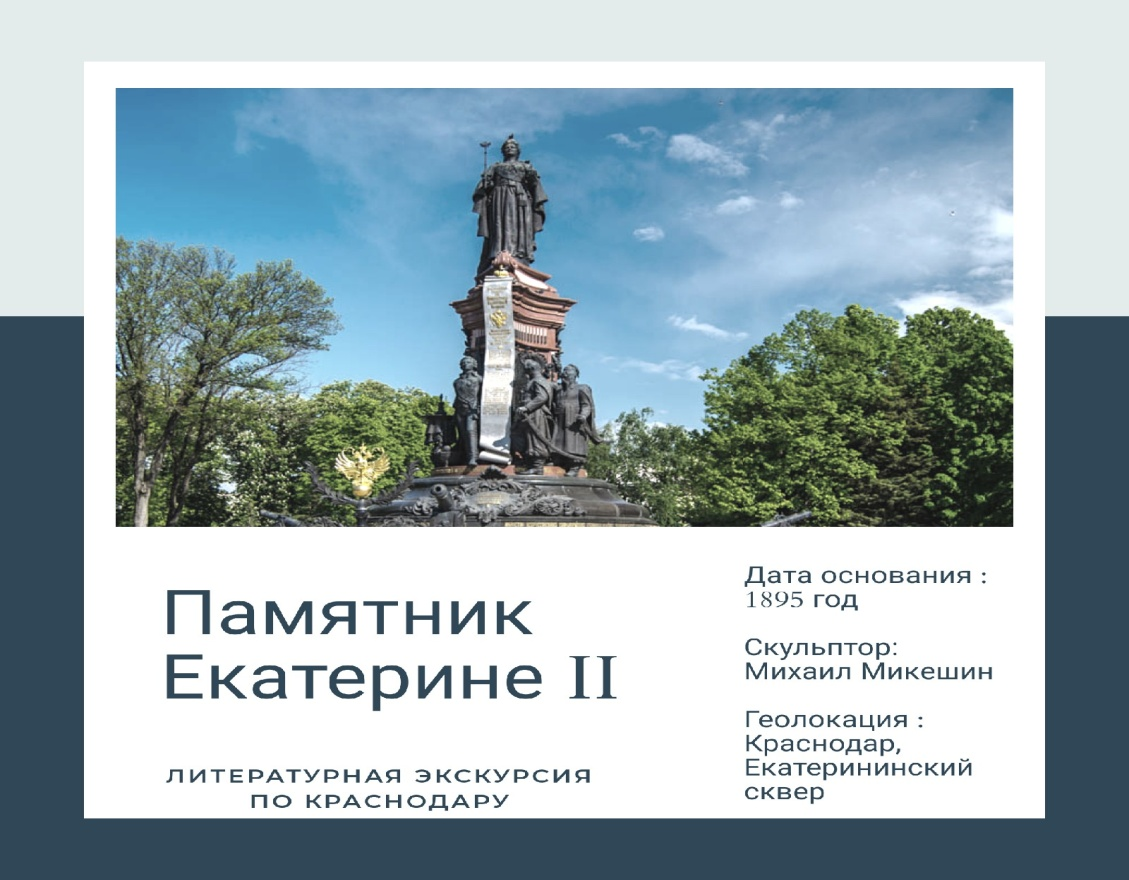 Памятник
Екатерине II
ЛИТЕРАТУРНАЯ ЭКСКУРСИЯ
ПО КРАСНОДАРУ
Дата основания :
1895 год
Скульптор:
Михаил Микешин
Геолокация :
Краснодар,
Екатерининский
сквер